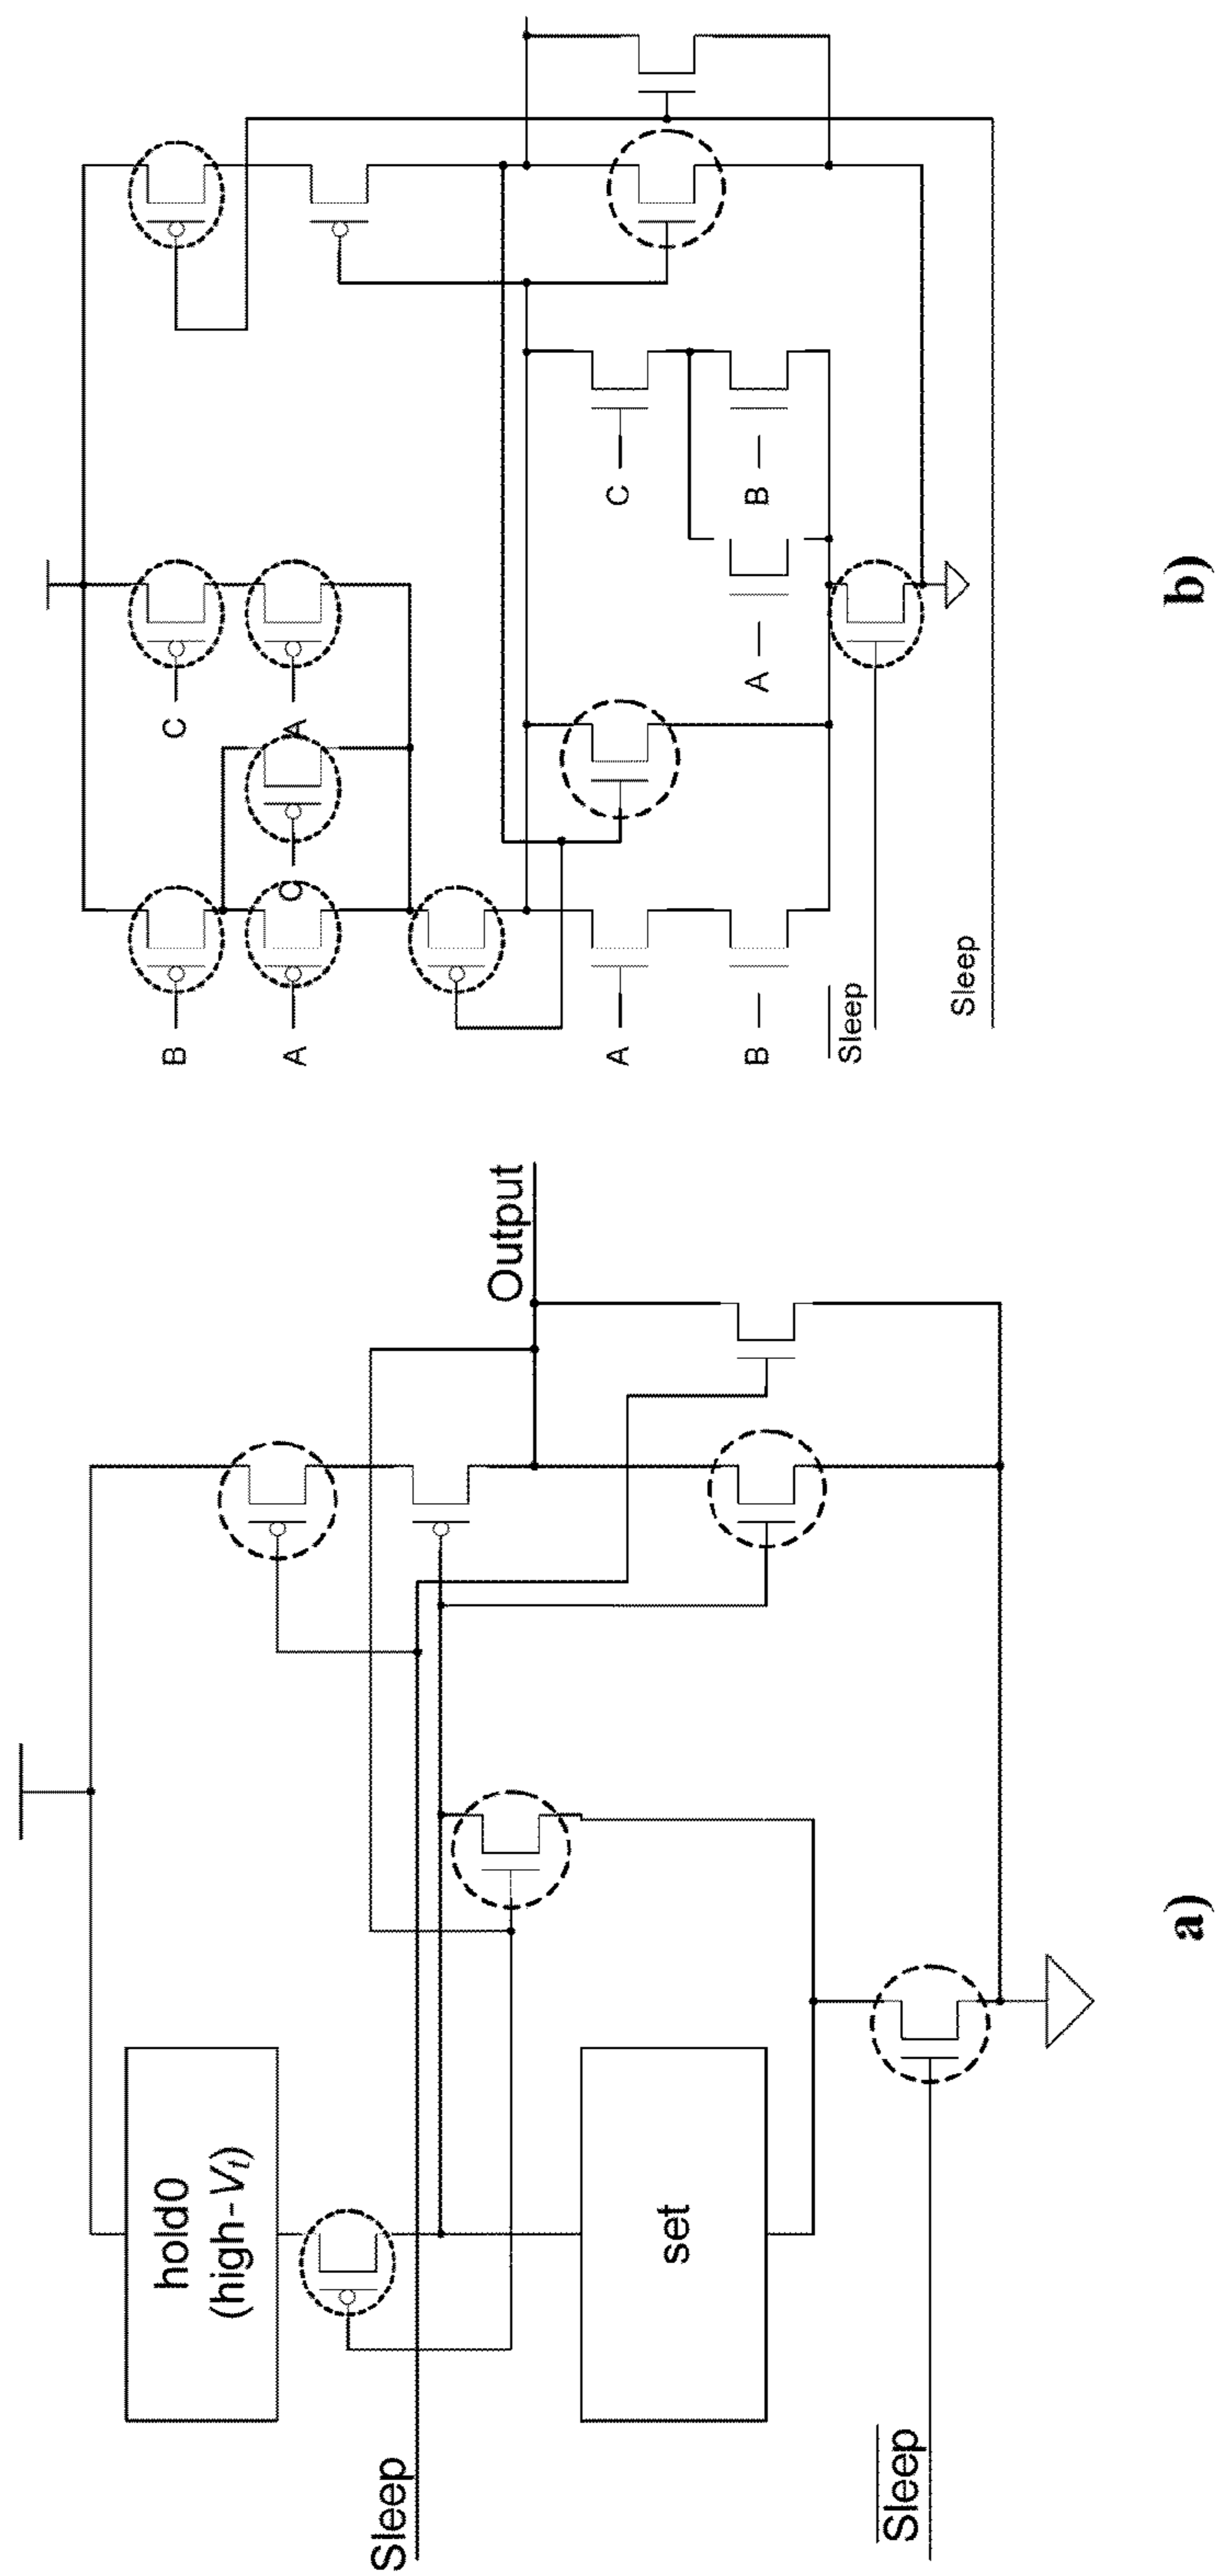 hold0
(high-Vt)
Output
Sleep
set
Sleep
a)
B
C
A
C
A
C
A
A
B
B
Sleep
Sleep
b)